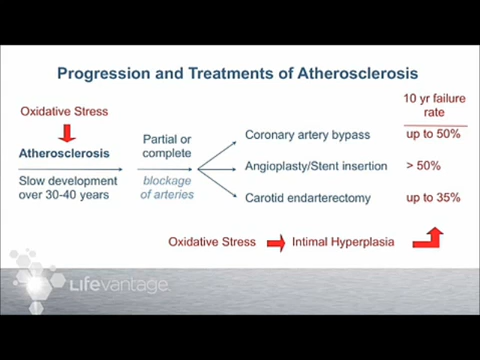 Progression and Treatments of Atherosclerosis
10 yr failure
rate
Oxidative Stress
Atherosclerosis
Slow development
over 30-40 years
Partial or
complete
blockage
of arteries
Coronary artery bypass
up to 50%
Angioplasty/Stent insertion
> 50%
Carotid endarterectomy
up to 35%
Oxidative Stress
Intimal Hyperplasia
Lifevantage